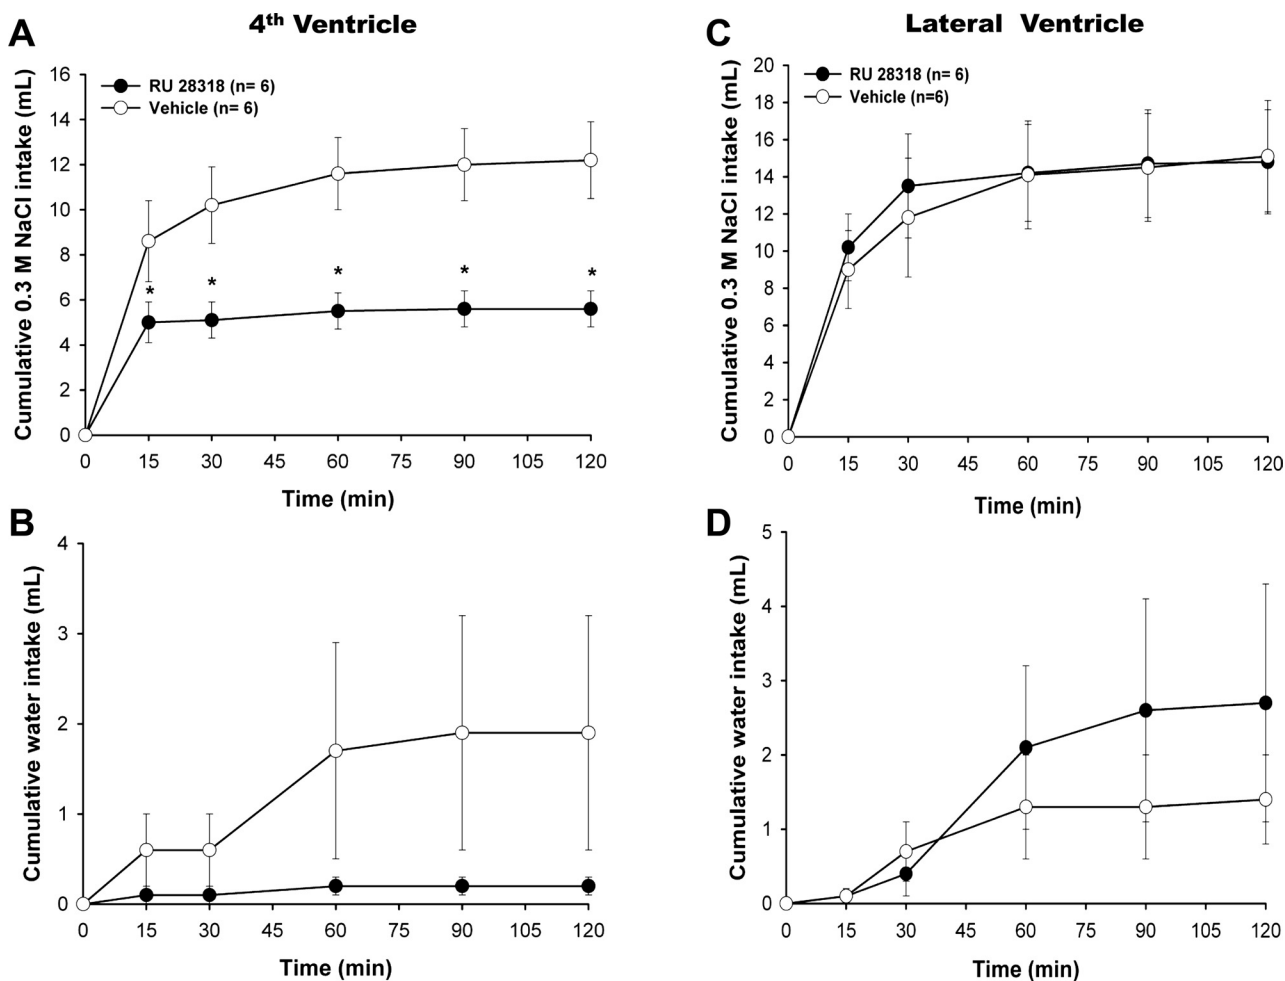 4th Ventricle
Lateral Ventricle
A
Cumulative 0.3 M NaCl intake (mL)
16
14
12
10
8
6
4
2
0
RU 28318 (n= 6)
Vehicle (n= 6)
*
*
*
*
*
0 15 30 45 60 75 90 105 120
Time (min)
B
Cumulative water intake (mL)
4
3
2
1
0
0 15 30 45 60 75 90 105 120
Time (min)
C
Cumulative 0.3 M NaCl intake (mL)
20
18
16
14
12
10
8
6
4
2
0
RU 28318 (n= 6)
Vehicle (n=6)
0 15 30 45 60 75 90 105 120
Time (min)
D
Cumulative water intake (mL)
5
4
3
2
1
0
0 15 30 45 60 75 90 105 120
Time (min)